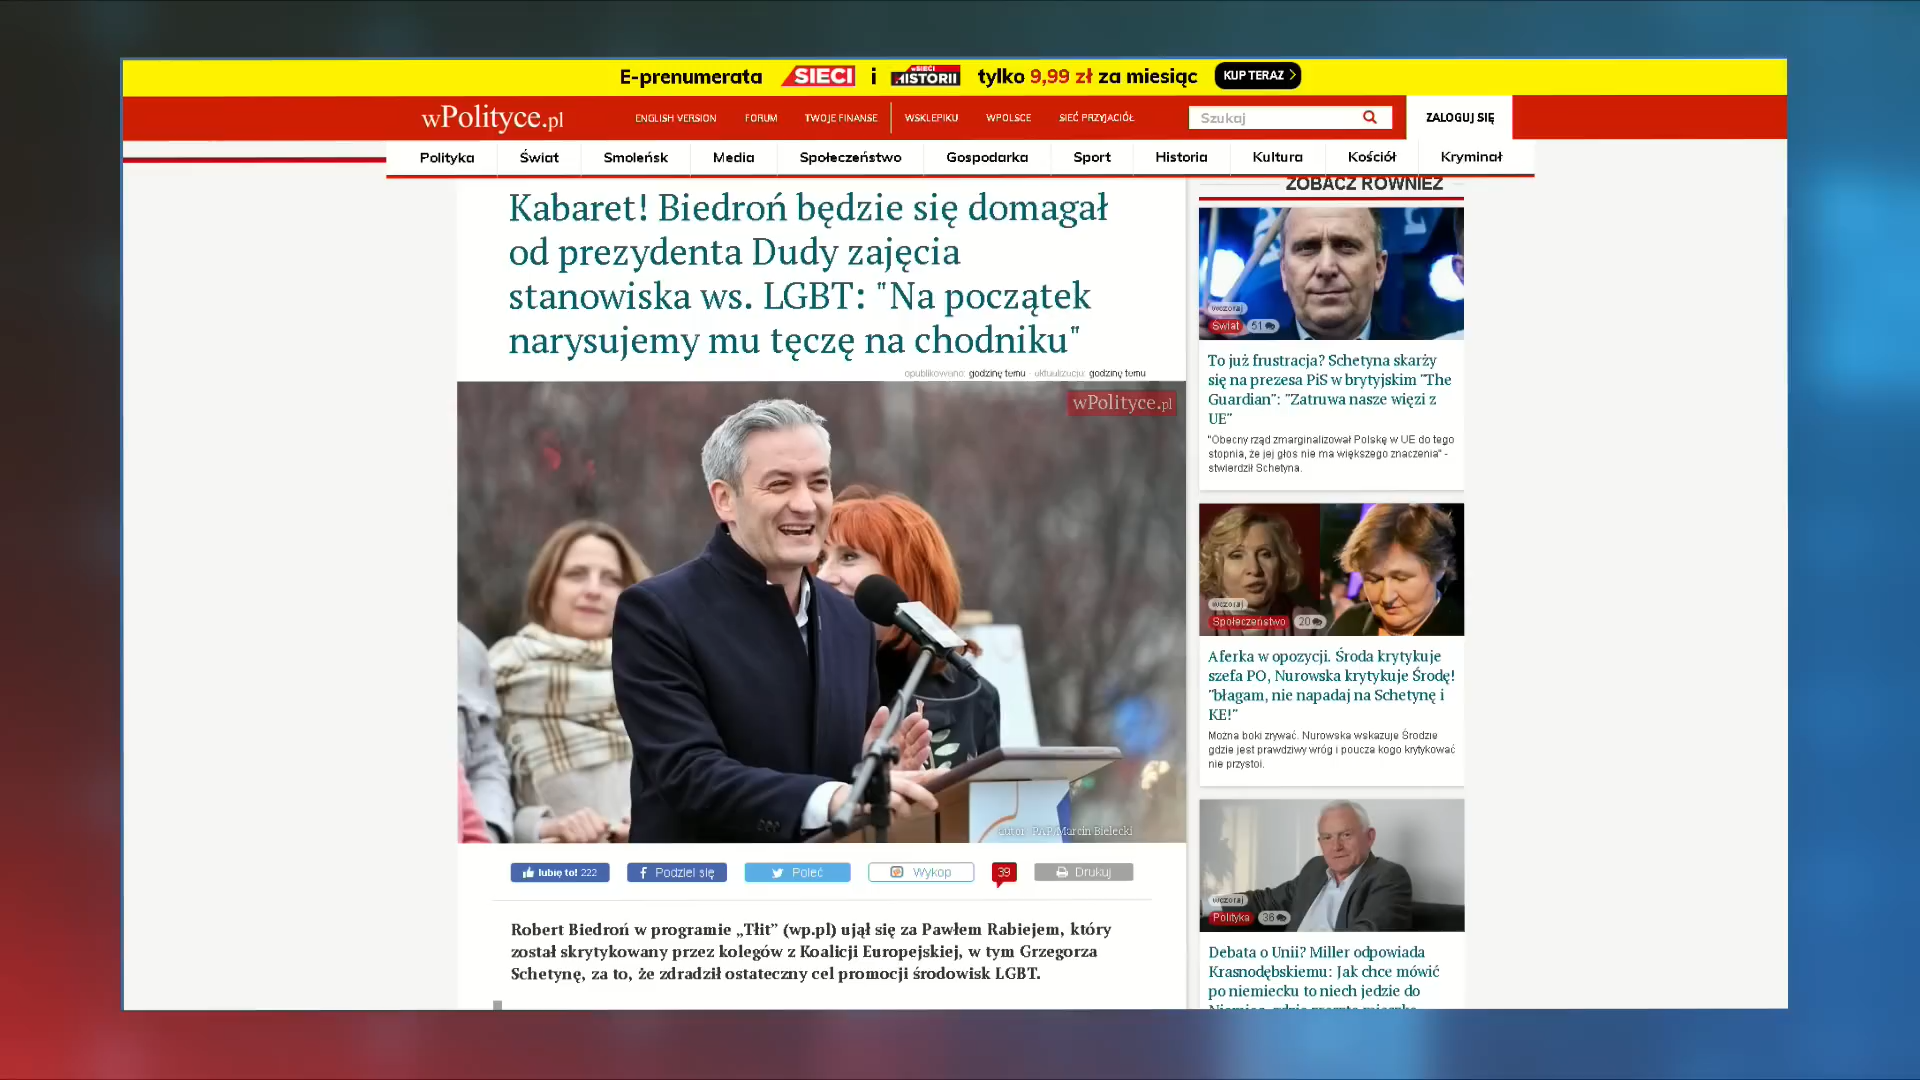 E-prenumerata SIECI i wSIECI HISTORII tylko 9,99 zł za miesiąc KUP TERAZ
wPolityce.pl ENGLISH VERSION FORUM TWOJE FINANSE WSKLEPIKU WPOLSCE SIEĆ PRZYJACIÓŁ Szukaj ZALOGUJ SIĘ
Polityka Świat Smoleńsk Media Społeczeństwo Gospodarka Sport Historia Kultura Kościół Kryminał
Kabaret! Biedroń będzie się domagał
od prezydenta Dudy zajęcia
stanowiska ws. LGBT: "Na początek
narysujemy mu tęczę na chodniku"
opublikowano: godzinę temu · aktualizacja: godzinę temu
wPolityce.pl
autor: PAP/Marcin Bielecki
lubię to! 222 Podziel się Poleć Wykop 39 Drukuj
Robert Biedroń w programie „Tłit” (wp.pl) ujął się za Pawłem Rabiejem, który
został skrytykowany przez kolegów z Koalicji Europejskiej, w tym Grzegorza
Schetynę, za to, że zdradził ostateczny cel promocji środowisk LGBT.
ZOBACZ RÓWNIEŻ
wczoraj
Świat 51
To już frustracja? Schetyna skarży
się na prezesa PiS w brytyjskim "The
Guardian": "Zatruwa nasze więzi z
UE"
"Obecny rząd zmarginalizował Polskę w UE do tego
stopnia, że jej głos nie ma większego znaczenia" -
stwierdził Schetyna.
wczoraj
Społeczeństwo 20
Aferka w opozycji. Środa krytykuje
szefa PO, Nurowska krytykuje Środę!
"błagam, nie napadaj na Schetynę i
KE!"
Można boki zrywać. Nurowska wskazuje Środzie
gdzie jest prawdziwy wróg i poucza kogo krytykować
nie przystoi.
wczoraj
Polityka 36
Debata o Unii? Miller odpowiada
Krasnodębskiemu: Jak chce mówić
po niemiecku to niech jedzie do